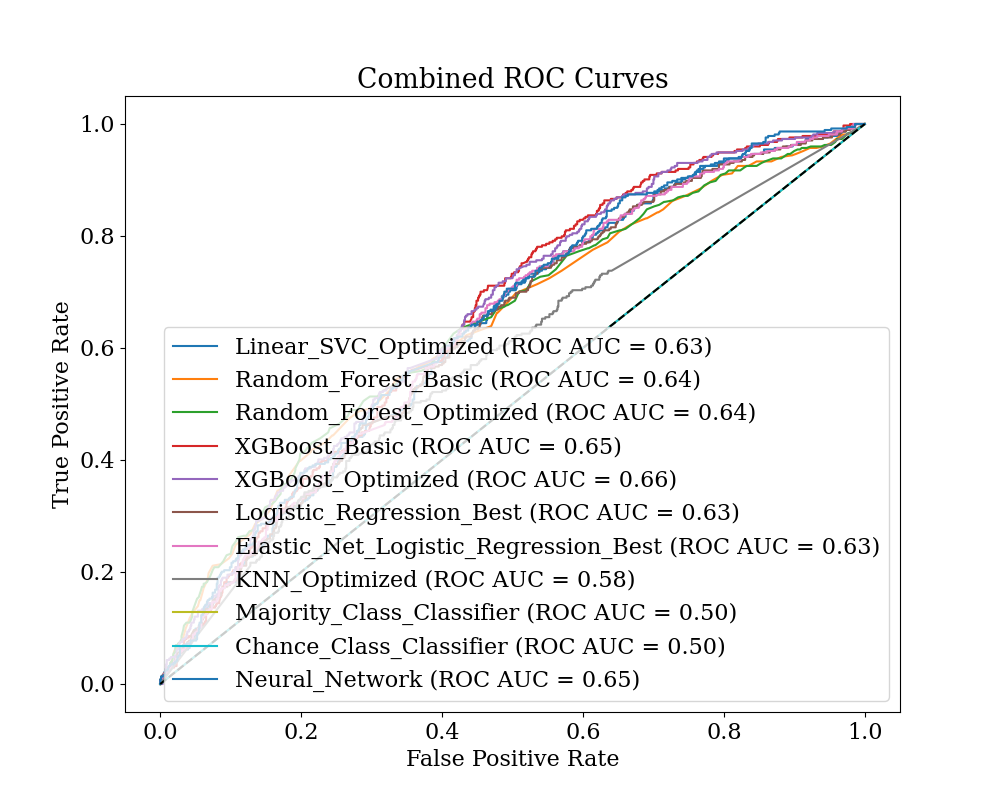 Combined ROC Curves
True Positive Rate
1.0
0.8
0.6
0.4
0.2
0.0
Linear_SVC_Optimized (ROC AUC = 0.63)
Random_Forest_Basic (ROC AUC = 0.64)
Random_Forest_Optimized (ROC AUC = 0.64)
XGBoost_Basic (ROC AUC = 0.65)
XGBoost_Optimized (ROC AUC = 0.66)
Logistic_Regression_Best (ROC AUC = 0.63)
Elastic_Net_Logistic_Regression_Best (ROC AUC = 0.63)
KNN_Optimized (ROC AUC = 0.58)
Majority_Class_Classifier (ROC AUC = 0.50)
Chance_Class_Classifier (ROC AUC = 0.50)
Neural_Network (ROC AUC = 0.65)
0.0 0.2 0.4 0.6 0.8 1.0
False Positive Rate